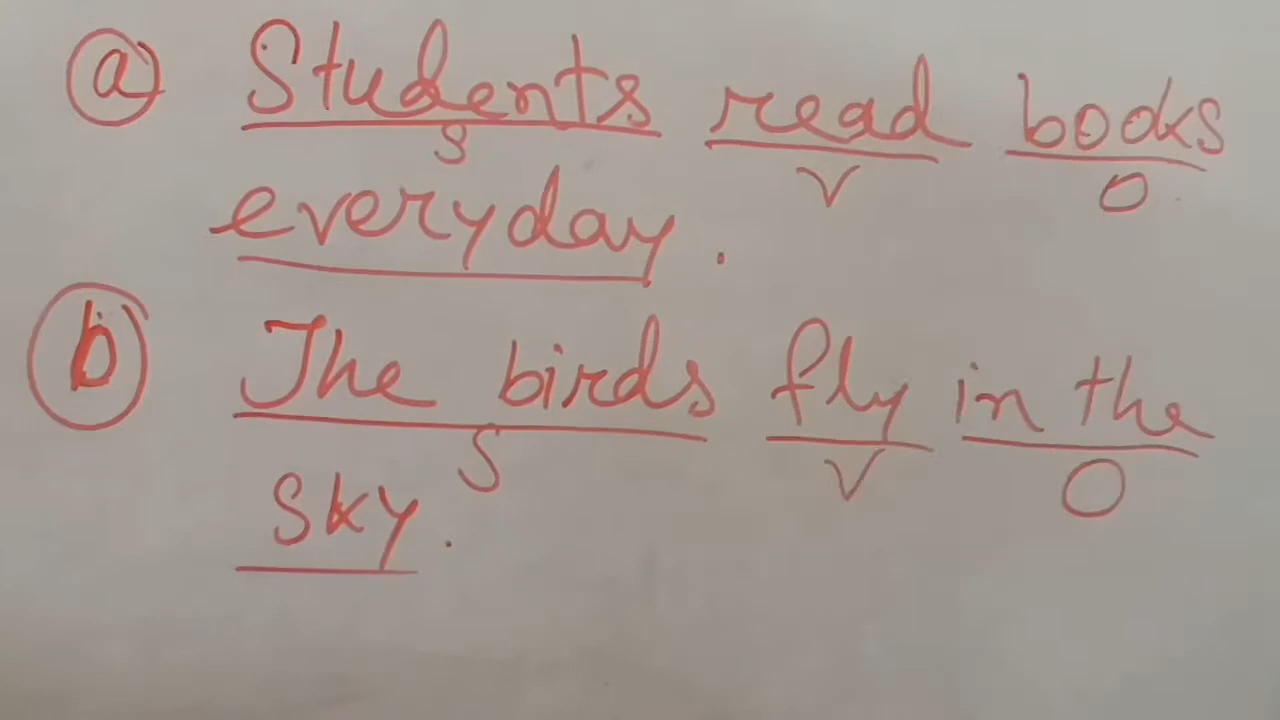 (a) Students read books
S V O
everyday.
(b) The birds fly in the
S V O
sky.